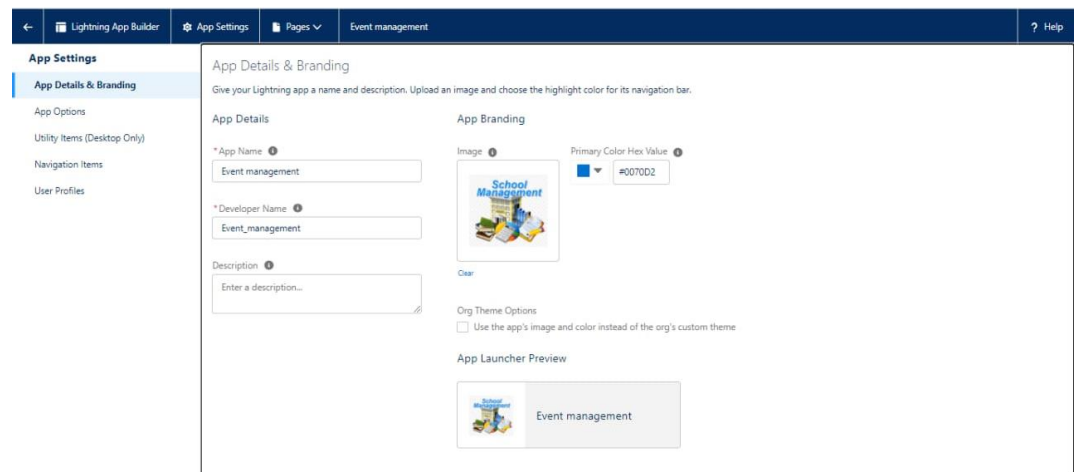 Lightning App Builder
App Settings
Pages
Event management
? Help
App Settings
App Details & Branding
App Options
Utility Items (Desktop Only)
Navigation Items
User Profiles
App Details & Branding
Give your Lightning app a name and description. Upload an image and choose the highlight color for its navigation bar.
App Details
*App Name
Event management
*Developer Name
Event_management
Description
Enter a description...
App Branding
Image
School
Management
Clear
Primary Color Hex Value
#0070D2
Org Theme Options
Use the app's image and color instead of the org's custom theme
App Launcher Preview
School
Management
Event management